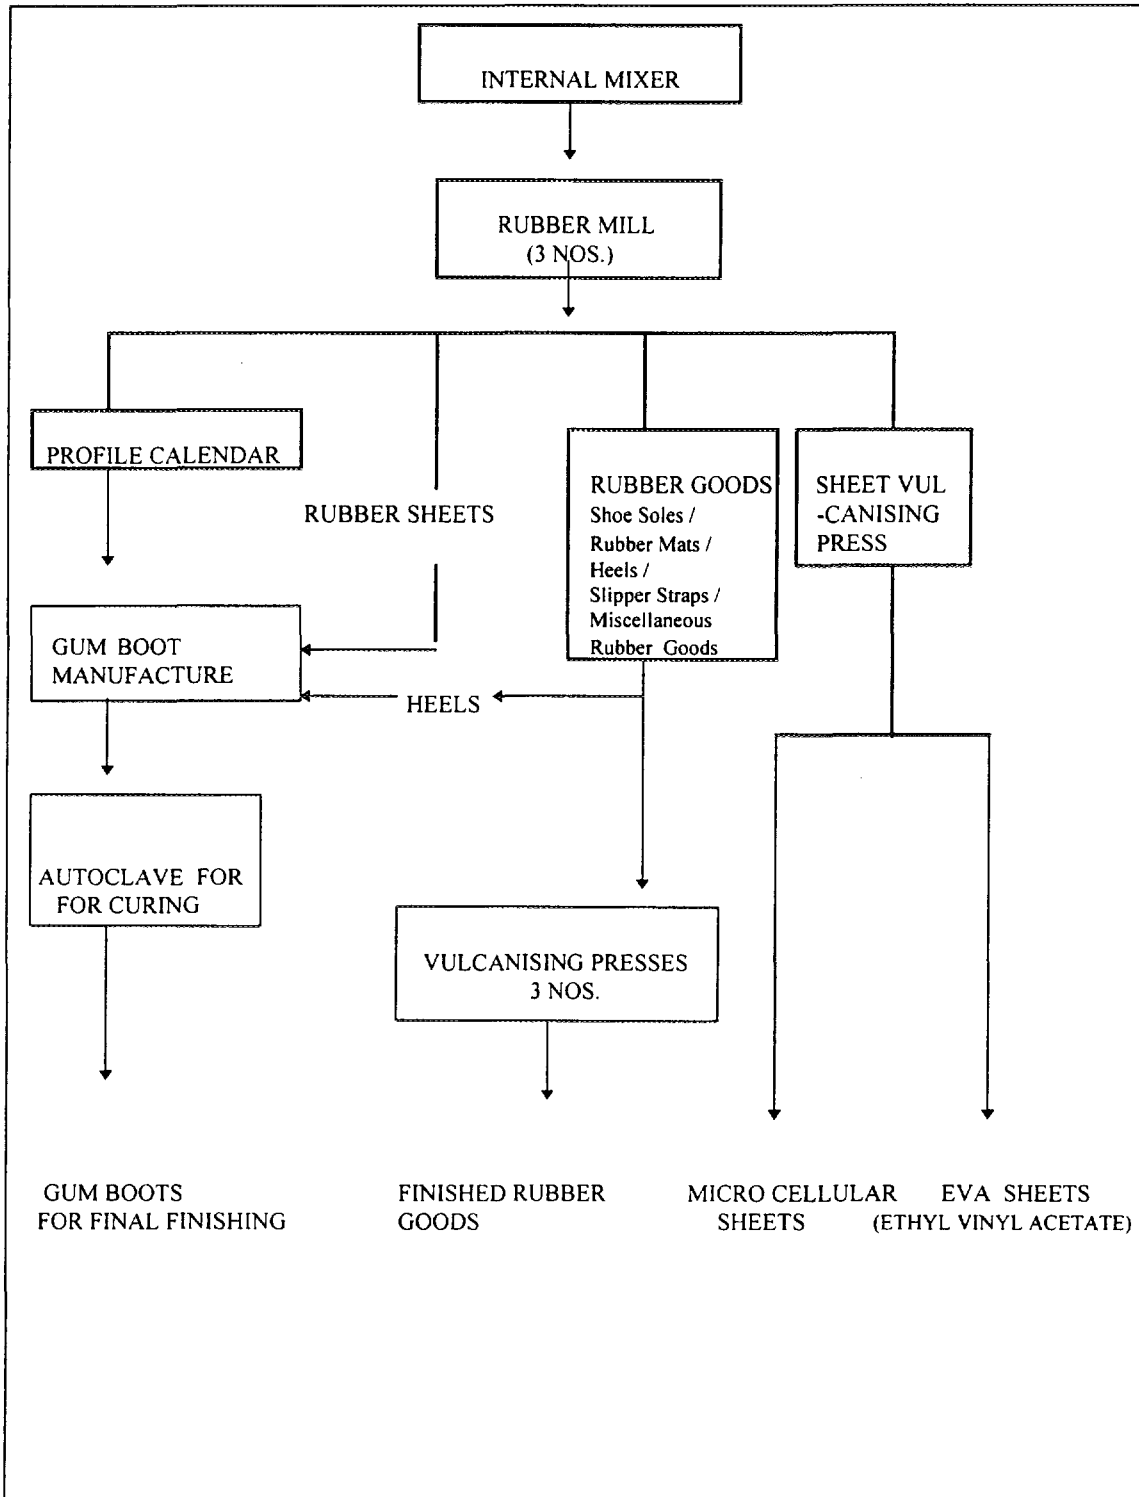 INTERNAL MIXER
RUBBER MILL
(3 NOS.)
PROFILE CALENDAR
RUBBER SHEETS
RUBBER GOODS
Shoe Soles /
Rubber Mats /
Heels /
Slipper Straps /
Miscellaneous
Rubber Goods
SHEET VUL
-CANISING
PRESS
GUM BOOT
MANUFACTURE
HEELS
AUTOCLAVE FOR
FOR CURING
VULCANISING PRESSES
3 NOS.
GUM BOOTS
FOR FINAL FINISHING
FINISHED RUBBER
GOODS
MICRO CELLULAR
SHEETS
EVA SHEETS
(ETHYL VINYL ACETATE)